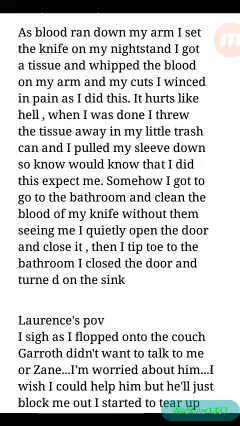 As blood ran down my arm I set
the knife on my nightstand I got
a tissue and whipped the blood
on my arm and my cuts I winced
in pain as I did this. It hurts like
hell , when I was done I threw
the tissue away in my little trash
can and I pulled my sleeve down
so know would know that I did
this expect me. Somehow I got to
go to the bathroom and clean the
blood of my knife without them
seeing me I quietly open the door
and close it , then I tip toe to the
bathroom I closed the door and
turne d on the sink
Laurence's pov
I sigh as I flopped onto the couch
Garroth didn't want to talk to me
or Zane...I'm worried about him...I
wish I could help him but he'll just
block me out I started to tear up